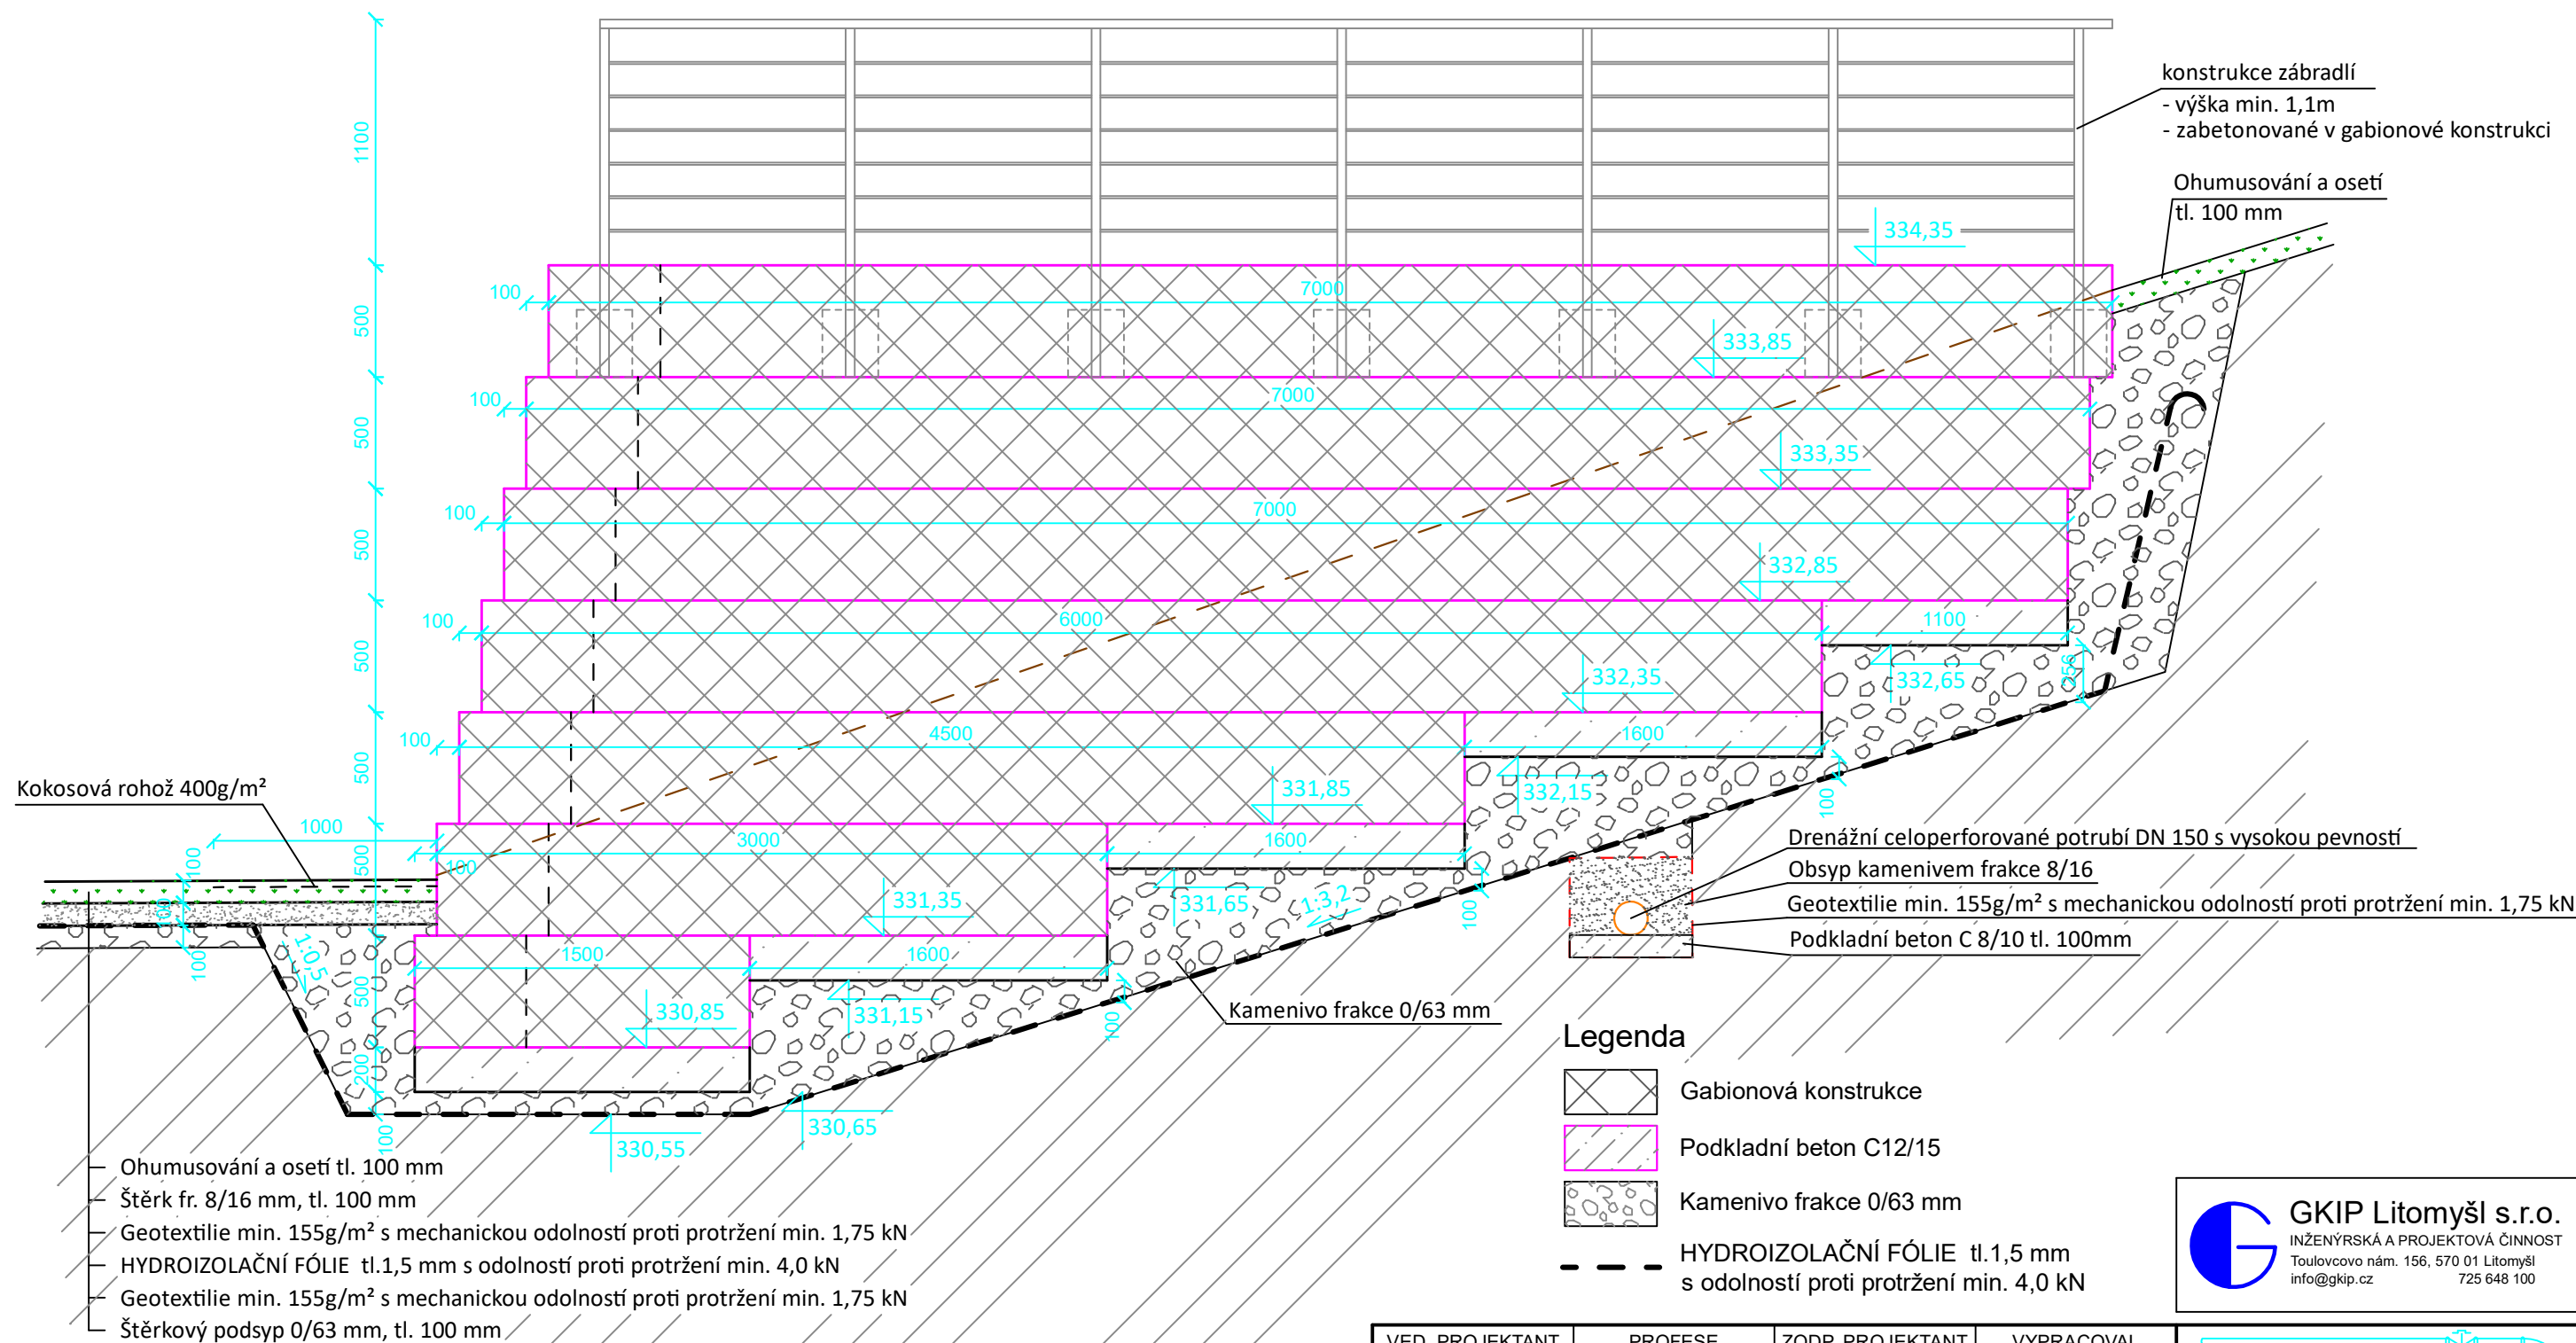 1100
konstrukce zábradlí
- výška min. 1,1m
- zabetonované v gabionové konstrukci
Ohumusování a osetí
tl. 100 mm
334,35
100
7000
500
333,85
100
7000
500
333,35
100
7000
500
332,85
100
6000
1100
500
332,35
332,65
256
100
4500
1600
500
331,85
332,15
100
Kokosová rohož 400g/m²
1000
100
3000
1600
100
500
331,35
331,65
1:3,2
100
100
100
1:0,5
1500
1600
500
330,85
331,15
100
200
330,65
330,55
100
Drenážní celoperforované potrubí DN 150 s vysokou pevností
Obsyp kamenivem frakce 8/16
Geotextilie min. 155g/m² s mechanickou odolností proti protržení min. 1,75 kN
Podkladní beton C 8/10 tl. 100mm
Kamenivo frakce 0/63 mm
Ohumusování a osetí tl. 100 mm
Štěrk fr. 8/16 mm, tl. 100 mm
Geotextilie min. 155g/m² s mechanickou odolností proti protržení min. 1,75 kN
HYDROIZOLAČNÍ FÓLIE tl.1,5 mm s odolností proti protržení min. 4,0 kN
Geotextilie min. 155g/m² s mechanickou odolností proti protržení min. 1,75 kN
Štěrkový podsyp 0/63 mm, tl. 100 mm
Legenda
Gabionová konstrukce
Podkladní beton C12/15
Kamenivo frakce 0/63 mm
HYDROIZOLAČNÍ FÓLIE tl.1,5 mm
s odolností proti protržení min. 4,0 kN
GKIP Litomyšl s.r.o.
INŽENÝRSKÁ A PROJEKTOVÁ ČINNOST
Toulovcovo nám. 156, 570 01 Litomyšl
info@gkip.cz 725 648 100
VED. PROJEKTANT PROFESE ZODP. PROJEKTANT VYPRACOVAL